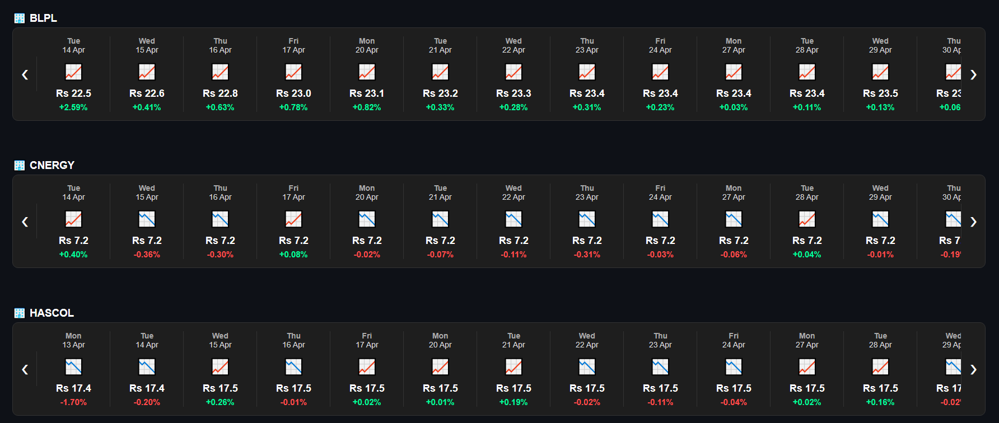 BLPL
Tue Wed Thu Fri Mon Tue Wed Thu Fri Mon Tue Wed Thu
14 Apr 15 Apr 16 Apr 17 Apr 20 Apr 21 Apr 22 Apr 23 Apr 24 Apr 27 Apr 28 Apr 29 Apr 30 Ap
❮ ❯
Rs 22.5 Rs 22.6 Rs 22.8 Rs 23.0 Rs 23.1 Rs 23.2 Rs 23.3 Rs 23.4 Rs 23.4 Rs 23.4 Rs 23.4 Rs 23.5 Rs 23
+2.59% +0.41% +0.63% +0.78% +0.82% +0.33% +0.28% +0.31% +0.23% +0.03% +0.11% +0.13% +0.06
CNERGY
Tue Wed Thu Fri Mon Tue Wed Thu Fri Mon Tue Wed Thu
14 Apr 15 Apr 16 Apr 17 Apr 20 Apr 21 Apr 22 Apr 23 Apr 24 Apr 27 Apr 28 Apr 29 Apr 30 Ap
❮ ❯
Rs 7.2 Rs 7.2 Rs 7.2 Rs 7.2 Rs 7.2 Rs 7.2 Rs 7.2 Rs 7.2 Rs 7.2 Rs 7.2 Rs 7.2 Rs 7.2 Rs 7
+0.40% -0.36% -0.30% +0.08% -0.02% -0.07% -0.11% -0.31% -0.03% -0.06% +0.04% -0.01% -0.19
HASCOL
Mon Tue Wed Thu Fri Mon Tue Wed Thu Fri Mon Tue Wed
13 Apr 14 Apr 15 Apr 16 Apr 17 Apr 20 Apr 21 Apr 22 Apr 23 Apr 24 Apr 27 Apr 28 Apr 29 Ap
❮ ❯
Rs 17.4 Rs 17.4 Rs 17.5 Rs 17.5 Rs 17.5 Rs 17.5 Rs 17.5 Rs 17.5 Rs 17.5 Rs 17.5 Rs 17.5 Rs 17.5 Rs 17
-1.70% -0.20% +0.26% -0.01% +0.02% +0.01% +0.19% -0.02% -0.11% -0.04% +0.02% +0.16% -0.02